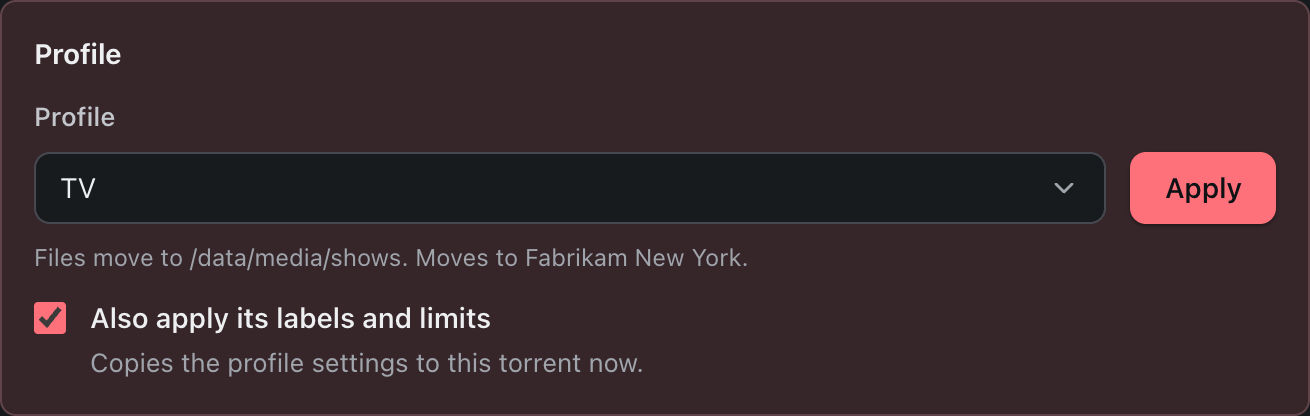 Profile
Profile
TV
Apply
Files move to /data/media/shows. Moves to Fabrikam New York.
Also apply its labels and limits
Copies the profile settings to this torrent now.